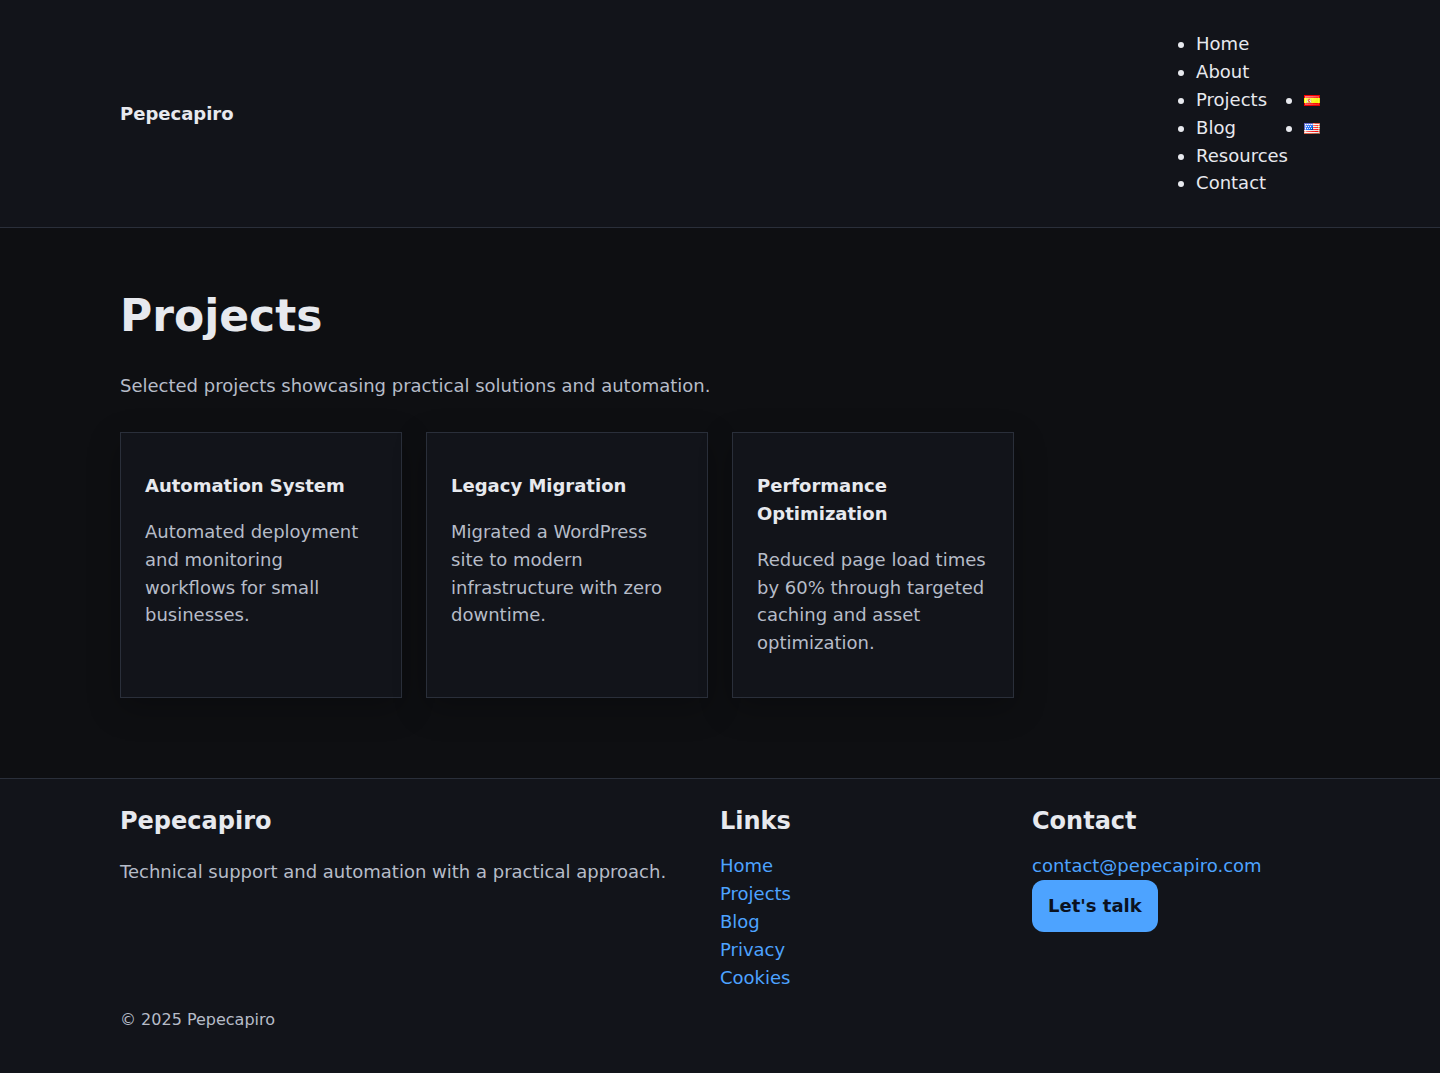 Pepecapiro
Home
About
Projects
Blog
Resources
Contact
Projects
Selected projects showcasing practical solutions and automation.
Automation System
Automated deployment
and monitoring
workflows for small
businesses.
Legacy Migration
Migrated a WordPress
site to modern
infrastructure with zero
downtime.
Performance
Optimization
Reduced page load times
by 60% through targeted
caching and asset
optimization.
Pepecapiro
Technical support and automation with a practical approach.
Links
Home
Projects
Blog
Privacy
Cookies
Contact
contact@pepecapiro.com
Let's talk
© 2025 Pepecapiro